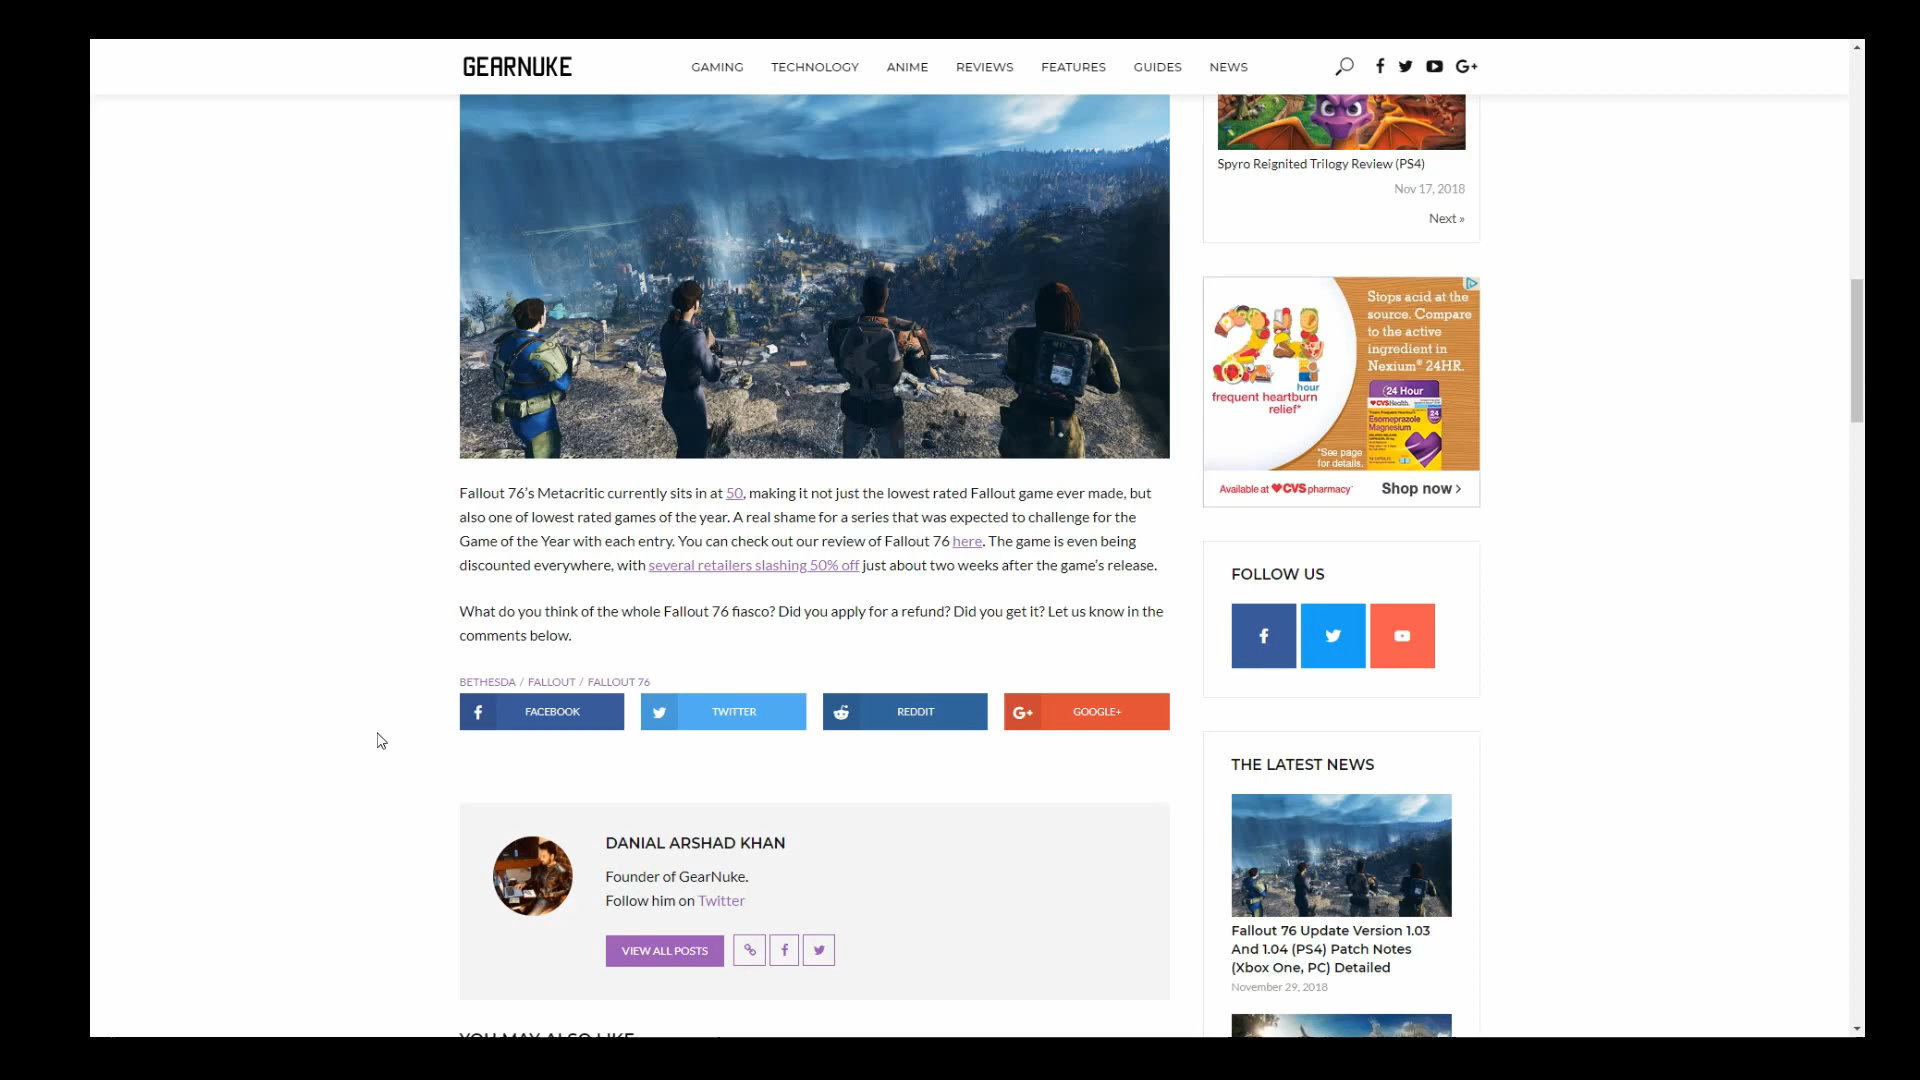 GEARNUKE
GAMING TECHNOLOGY ANIME REVIEWS FEATURES GUIDES NEWS
Fallout 76's Metacritic currently sits in at 50, making it not just the lowest rated Fallout game ever made, but
also one of lowest rated games of the year. A real shame for a series that was expected to challenge for the
Game of the Year with each entry. You can check out our review of Fallout 76 here. The game is even being
discounted everywhere, with several retailers slashing 50% off just about two weeks after the game's release.
What do you think of the whole Fallout 76 fiasco? Did you apply for a refund? Did you get it? Let us know in the
comments below.
BETHESDA / FALLOUT / FALLOUT 76
FACEBOOK
TWITTER
REDDIT
G+ GOOGLE+
DANIAL ARSHAD KHAN
Founder of GearNuke.
Follow him on Twitter
VIEW ALL POSTS
YOU MAY ALSO LIKE
Spyro Reignited Trilogy Review (PS4)
Nov 17, 2018
Next »
24
hour
frequent heartburn
relief*
Stops acid at the
source. Compare
to the active
ingredient in
Nexium® 24HR.
24 Hour
CVSHealth.
Esomeprazole
Magnesium
24
*See page
for details.
Available at CVS pharmacy
Shop now >
FOLLOW US
THE LATEST NEWS
Fallout 76 Update Version 1.03
And 1.04 (PS4) Patch Notes
(Xbox One, PC) Detailed
November 29, 2018